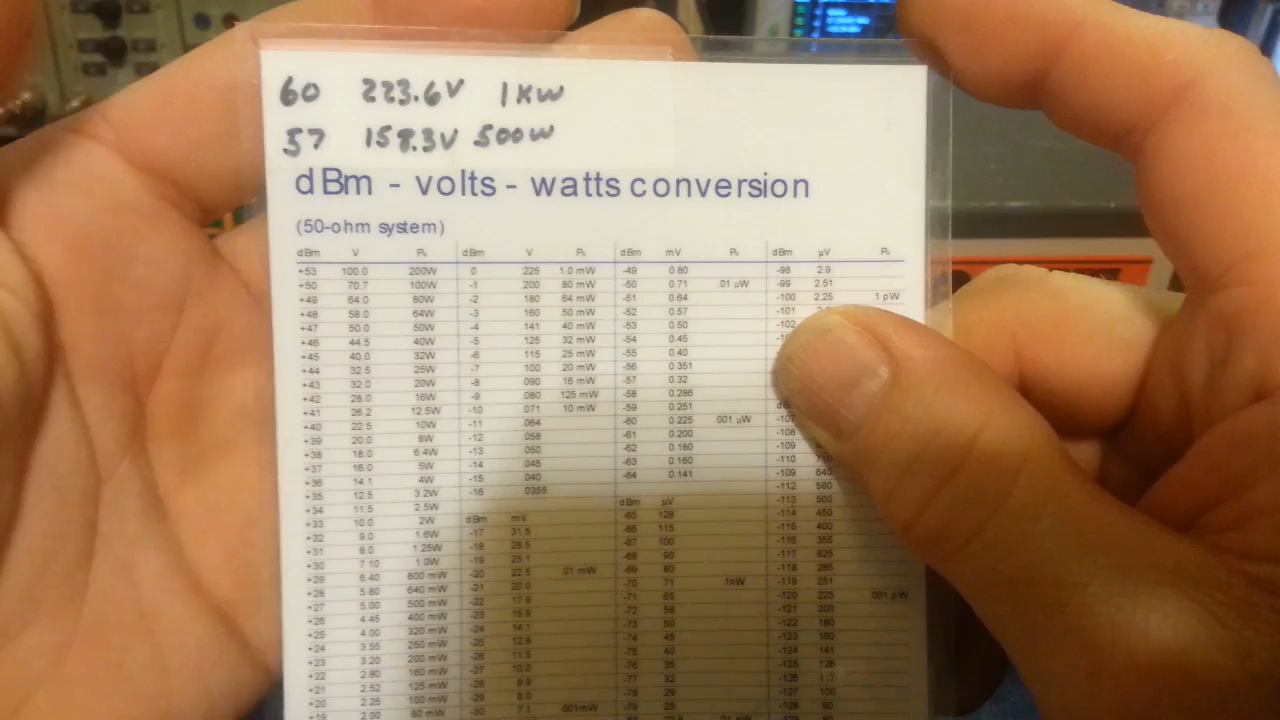 60 223.6V 1KW
57 158.3V 500W
dBm - volts - watts conversion
(50-ohm system)
dBm V P₀ dBm V P₀ dBm mV P₀ dBm µV P₀
+53 100.0 200W 0 225 1.0 mW -49 0.80 -98 2.9
+50 70.7 100W -1 200 80 mW -50 0.71 01 µW -99 2.51
+49 64.0 80W -2 180 64 mW -51 0.64 -100 2.25 1 pW
+48 58.0 64W -3 160 50 mW -52 0.57 -101
+47 50.0 50W -4 141 40 mW -53 0.50 -102
+46 44.5 40W -5 125 32 mW -54 0.45
+45 40.0 32W -6 115 25 mW -55 0.40
+44 32.5 25W -7 100 20 mW -56 0.351
+43 32.0 20W -8 090 16 mW -57 0.32
+42 28.0 16W -9 080 125 mW -58 0.286
+41 26.2 12.5W -10 071 10 mW -59 0.251
+40 22.5 10W -11 064 -60 0.225 001 µW -107
+39 20.0 8W -12 058 -61 0.200 -108
+38 18.0 6.4W -13 050 -62 0.180 -109
+37 16.0 5W -14 045 -63 0.160 -110 710
+36 14.1 4W -15 040 -64 0.141 -109 640
+35 12.5 3.2W -16 .0355 -112 580
+34 11.5 2.5W dBm µV -113 500
+33 10.0 2W dBm mV -65 128 -114 450
+32 9.0 1.6W -17 31.5 -66 115 -115 400
+31 8.0 1.25W -18 28.5 -67 100 -116 355
+30 7.10 1.0W -19 25.1 -68 90 -117 825
+29 6.40 800 mW -20 22.5 .01 mW -69 80 -118 285
+28 5.80 640 mW -21 20.0 -70 71 1nW -119 251
+27 5.00 500 mW -22 17.9 -71 65 -120 225 001 pW
+26 4.45 400 mW -23 15.9 -72 58 -121 200
+25 4.00 320 mW -24 14.1 -73 50 -122 180
+24 3.55 250 mW -25 12.8 -74 45 -123 160
+23 3.20 200 mW -26 11.5 -75 40 -124 141
+22 2.80 160 mW -27 10.0 -76 35 -125 128
+21 2.52 125 mW -28 8.9 -77 32 -126 117
+20 2.25 100 mW -29 8.0 -78 29 -127 100
+19 2.00 80 mW -30 7.1 .001mW -79 25 -128 90